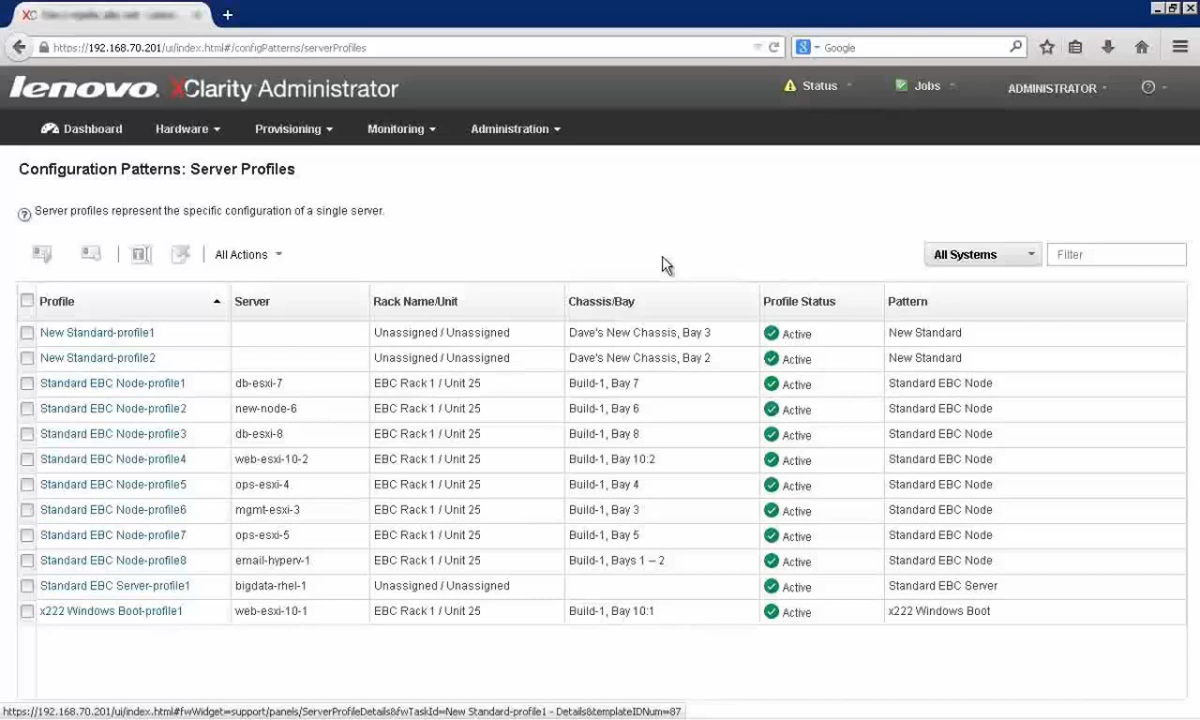 XC
https://192.168.70.201/ui/index.html#/configPatterns/serverProfiles
Google
lenovo. XClarity Administrator
Status
Jobs
ADMINISTRATOR
Dashboard Hardware Provisioning Monitoring Administration
Configuration Patterns: Server Profiles
? Server profiles represent the specific configuration of a single server.
All Actions
All Systems
Filter
Profile Server Rack Name/Unit Chassis/Bay Profile Status Pattern
New Standard-profile1 Unassigned / Unassigned Dave's New Chassis, Bay 3 Active New Standard
New Standard-profile2 Unassigned / Unassigned Dave's New Chassis, Bay 2 Active New Standard
Standard EBC Node-profile1 db-esxi-7 EBC Rack 1 / Unit 25 Build-1, Bay 7 Active Standard EBC Node
Standard EBC Node-profile2 new-node-6 EBC Rack 1 / Unit 25 Build-1, Bay 6 Active Standard EBC Node
Standard EBC Node-profile3 db-esxi-8 EBC Rack 1 / Unit 25 Build-1, Bay 8 Active Standard EBC Node
Standard EBC Node-profile4 web-esxi-10-2 EBC Rack 1 / Unit 25 Build-1, Bay 10:2 Active Standard EBC Node
Standard EBC Node-profile5 ops-esxi-4 EBC Rack 1 / Unit 25 Build-1, Bay 4 Active Standard EBC Node
Standard EBC Node-profile6 mgmt-esxi-3 EBC Rack 1 / Unit 25 Build-1, Bay 3 Active Standard EBC Node
Standard EBC Node-profile7 ops-esxi-5 EBC Rack 1 / Unit 25 Build-1, Bay 5 Active Standard EBC Node
Standard EBC Node-profile8 email-hyperv-1 EBC Rack 1 / Unit 25 Build-1, Bays 1 – 2 Active Standard EBC Node
Standard EBC Server-profile1 bigdata-rhel-1 Unassigned / Unassigned Active Standard EBC Server
x222 Windows Boot-profile1 web-esxi-10-1 EBC Rack 1 / Unit 25 Build-1, Bay 10:1 Active x222 Windows Boot
https://192.168.70.201/ui/index.html#fwWidget=support/panels/ServerProfileDetails&fwTaskId=New Standard-profile1 - Details&templateIDNum=87